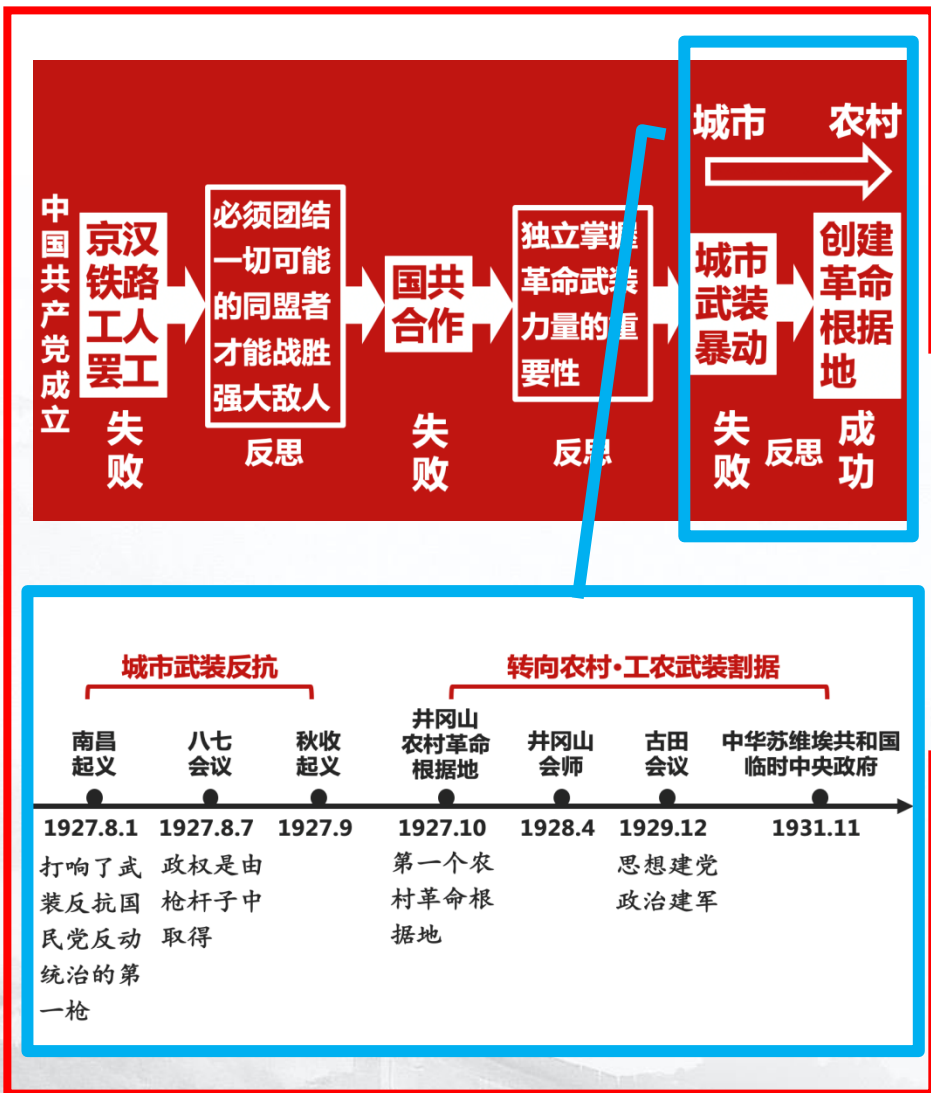 城市 农村
中国共产党成立
京汉
铁路
工人
罢工
失败
必须团结
一切可能
的同盟者
才能战胜
强大敌人
反思
国共
合作
失败
独立掌握
革命武装
力量的重
要性
反思
城市
武装
暴动
失败
反思
创建
革命
根据
地
成功
城市武装反抗
转向农村·工农武装割据
南昌
起义
八七
会议
秋收
起义
井冈山
农村革命
根据地
井冈山
会师
古田
会议
中华苏维埃共和国
临时中央政府
1927.8.1 1927.8.7 1927.9 1927.10 1928.4 1929.12 1931.11
打响了武
装反抗国
民党反动
统治的第
一枪
政权是由
枪杆子中
取得
第一个农
村革命根
据地
思想建党
政治建军